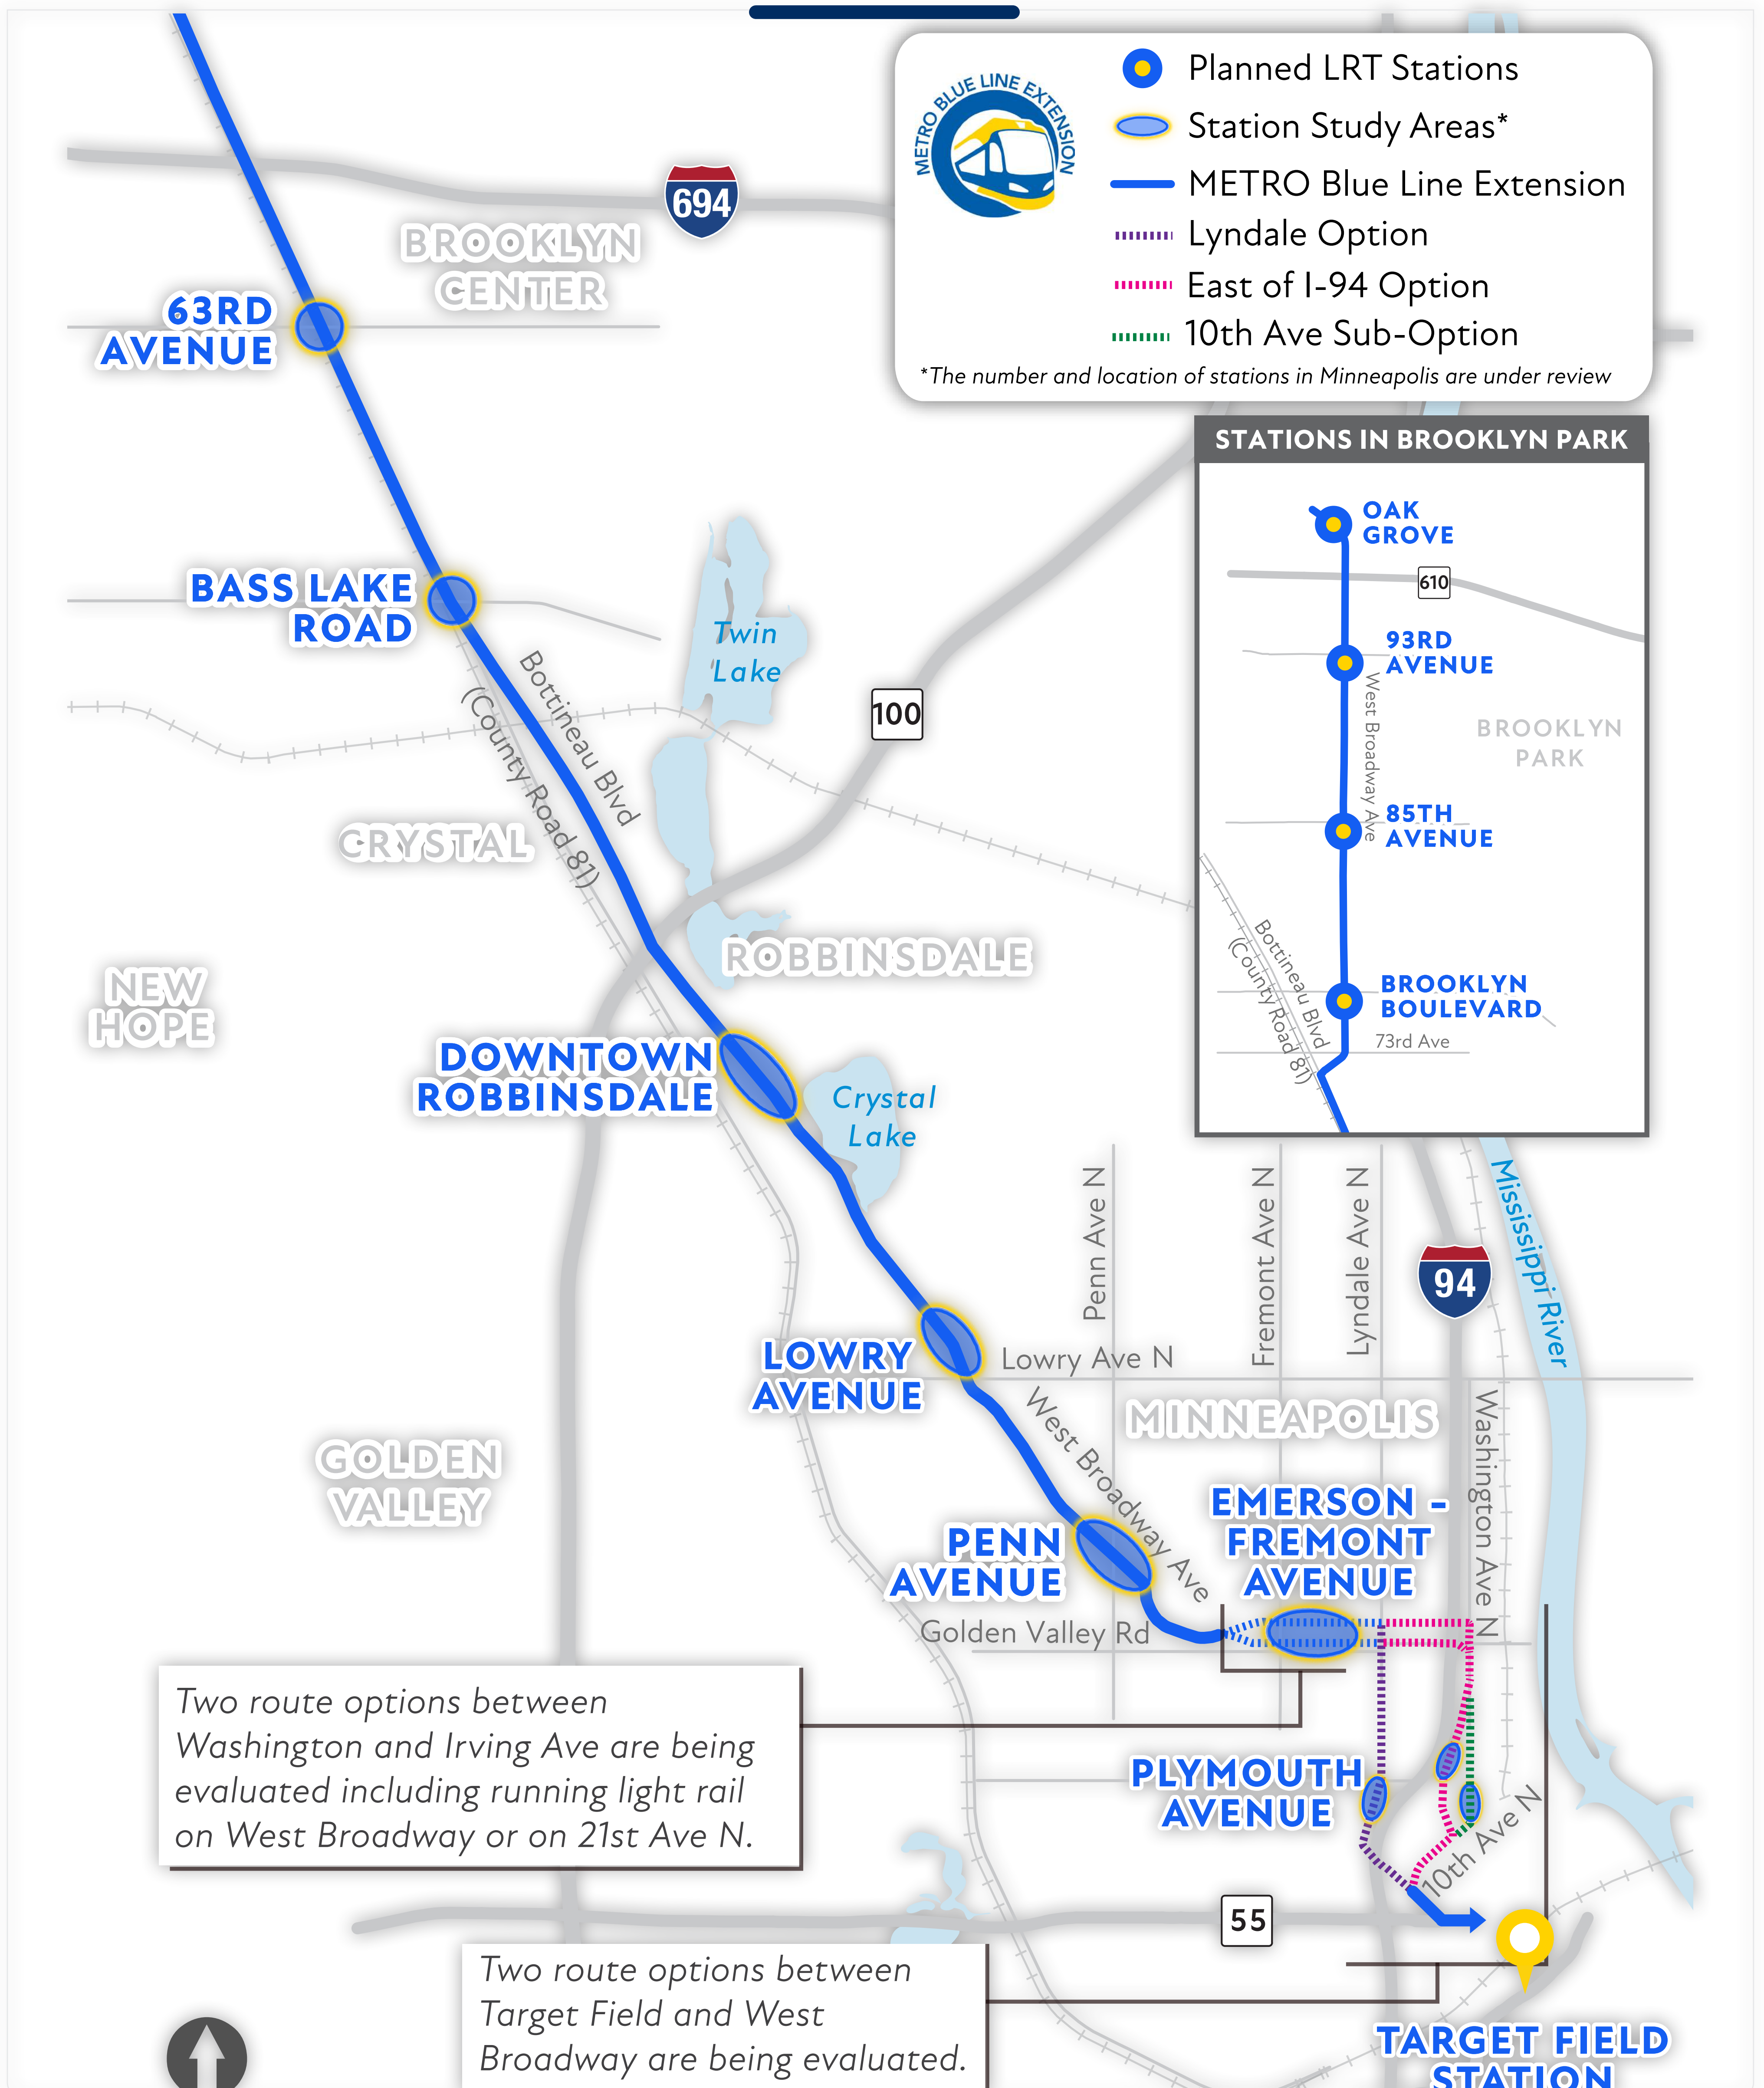 METRO BLUE LINE EXTENSION
Planned LRT Stations
Station Study Areas*
METRO Blue Line Extension
Lyndale Option
East of I-94 Option
10th Ave Sub-Option
*The number and location of stations in Minneapolis are under review
694
BROOKLYN
CENTER
63RD
AVENUE
STATIONS IN BROOKLYN PARK
OAK
GROVE
610
93RD
AVENUE
West Broadway Ave
BROOKLYN
PARK
85TH
AVENUE
Bottineau Blvd
(County Road 81)
BROOKLYN
BOULEVARD
73rd Ave
BASS LAKE
ROAD
Twin
Lake
Bottineau Blvd
(County Road 81)
100
CRYSTAL
ROBBINSDALE
NEW
HOPE
DOWNTOWN
ROBBINSDALE
Crystal
Lake
Penn Ave N
Fremont Ave N
Lyndale Ave N
94
Mississippi River
LOWRY
AVENUE
Lowry Ave N
West Broadway Ave
MINNEAPOLIS
Washington Ave N
GOLDEN
VALLEY
EMERSON -
FREMONT
AVENUE
PENN
AVENUE
Golden Valley Rd
Two route options between
Washington and Irving Ave are being
evaluated including running light rail
on West Broadway or on 21st Ave N.
PLYMOUTH
AVENUE
10th Ave N
55
Two route options between
Target Field and West
Broadway are being evaluated.
TARGET FIELD
STATION